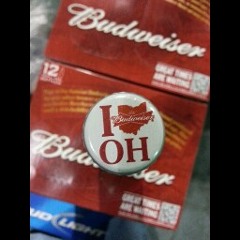 Budweiser
12
GREAT TIMES
ARE WAITING
I
Budweiser
OH
Budweiser
GREAT TIMES
ARE WAITING
BUD LIGHT